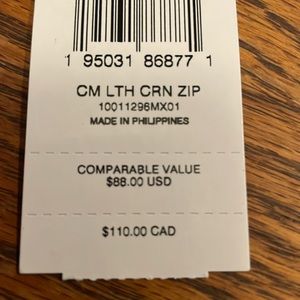 1 95031 86877 1
CM LTH CRN ZIP
10011296MX01
MADE IN PHILIPPINES
COMPARABLE VALUE
$88.00 USD
$110.00 CAD